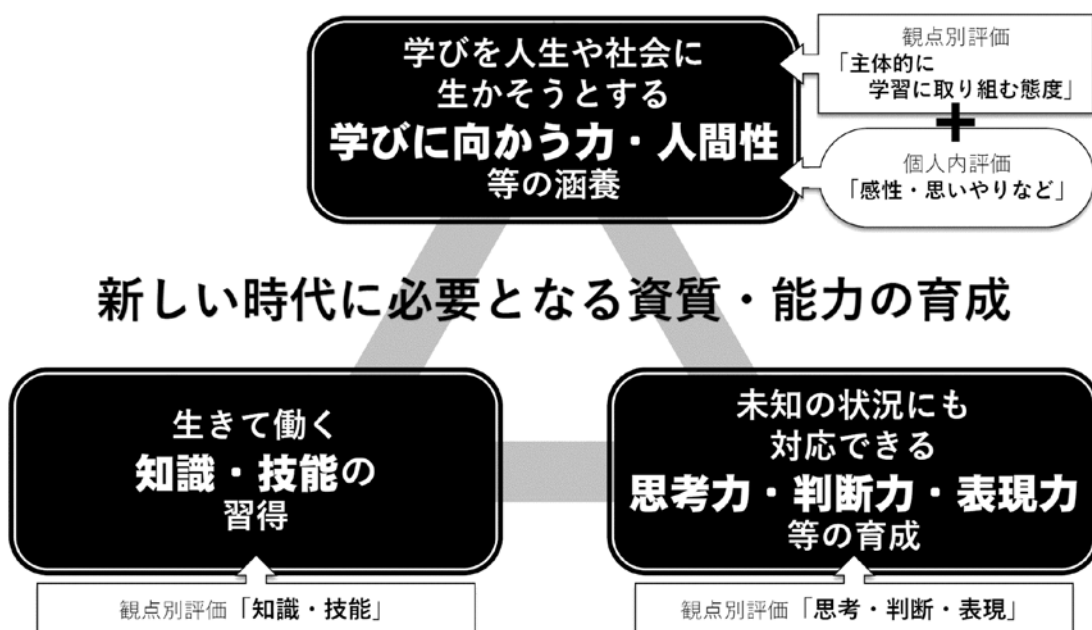 学びを人生や社会に
生かそうとする
学びに向かう力・人間性
等の涵養
観点別評価
「主体的に
学習に取り組む態度」
+
個人内評価
「感性・思いやりなど」
新しい時代に必要となる資質・能力の育成
生きて働く
知識・技能の
習得
観点別評価「知識・技能」
未知の状況にも
対応できる
思考力・判断力・表現力
等の育成
観点別評価「思考・判断・表現」